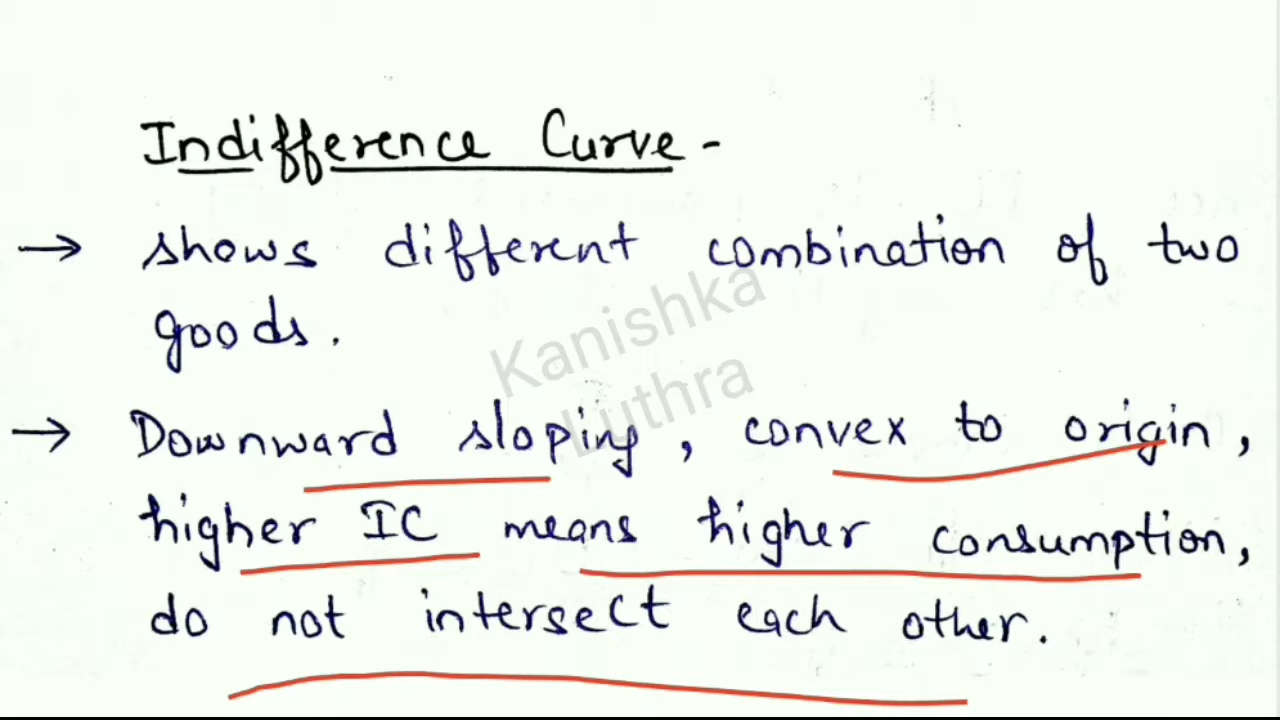 Indifference Curve -
→ shows different combination of two
goods.
→ Downward sloping, convex to origin,
higher IC means higher consumption,
do not intersect each other.
Kanishka
Luthra